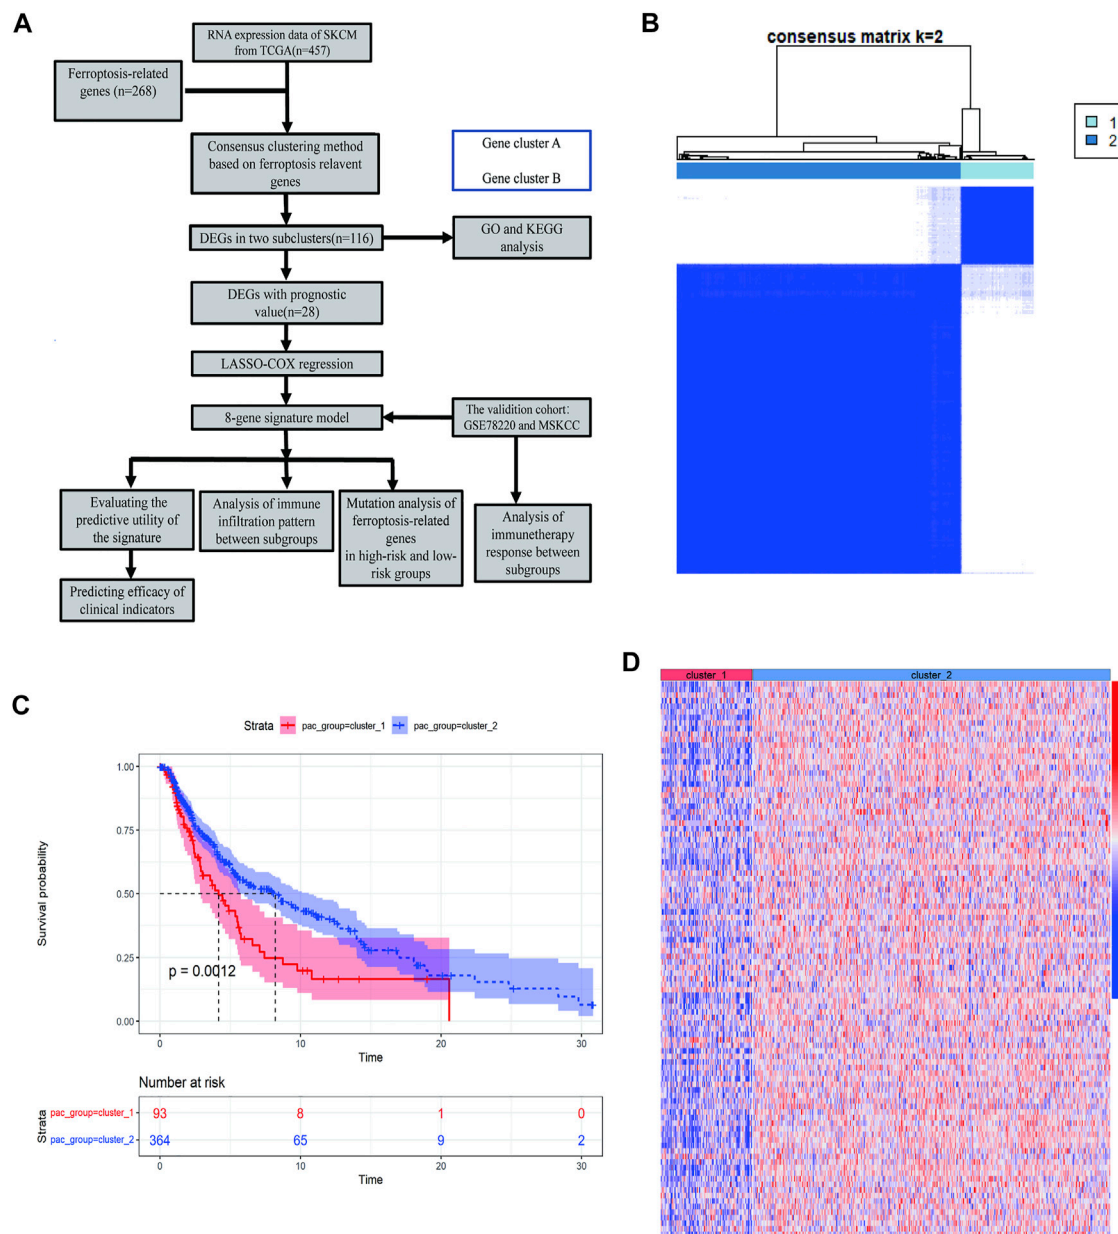 A
RNA expression data of SKCM
from TCGA(n=457)
Ferroptosis-related
genes (n=268)
Consensus clustering method
based on ferroptosis relavent
genes
Gene cluster A
Gene cluster B
DEGs in two subclusters(n=116)
GO and KEGG
analysis
DEGs with prognostic
value(n=28)
LASSO-COX regression
8-gene signature model
The validition cohort:
GSE78220 and MSKCC
Evaluating the
predictive utility of
the signature
Analysis of immune
infiltration pattern
between subgroups
Mutation analysis of
ferroptosis-related
genes
in high-risk and low-
risk groups
Analysis of
immunetherapy
response between
subgroups
Predicting efficacy of
clinical indicators
B
consensus matrix k=2
1
2
C
Strata pac_group=cluster_1 pac_group=cluster_2
Survival probability
1.00
0.75
0.50
0.25
0.00
p = 0.0012
0 10 20 30
Time
Number at risk
Strata
pac_group=cluster_1 93 8 1 0
pac_group=cluster_2 364 65 9 2
0 10 20 30
Time
D
cluster_1 cluster_2